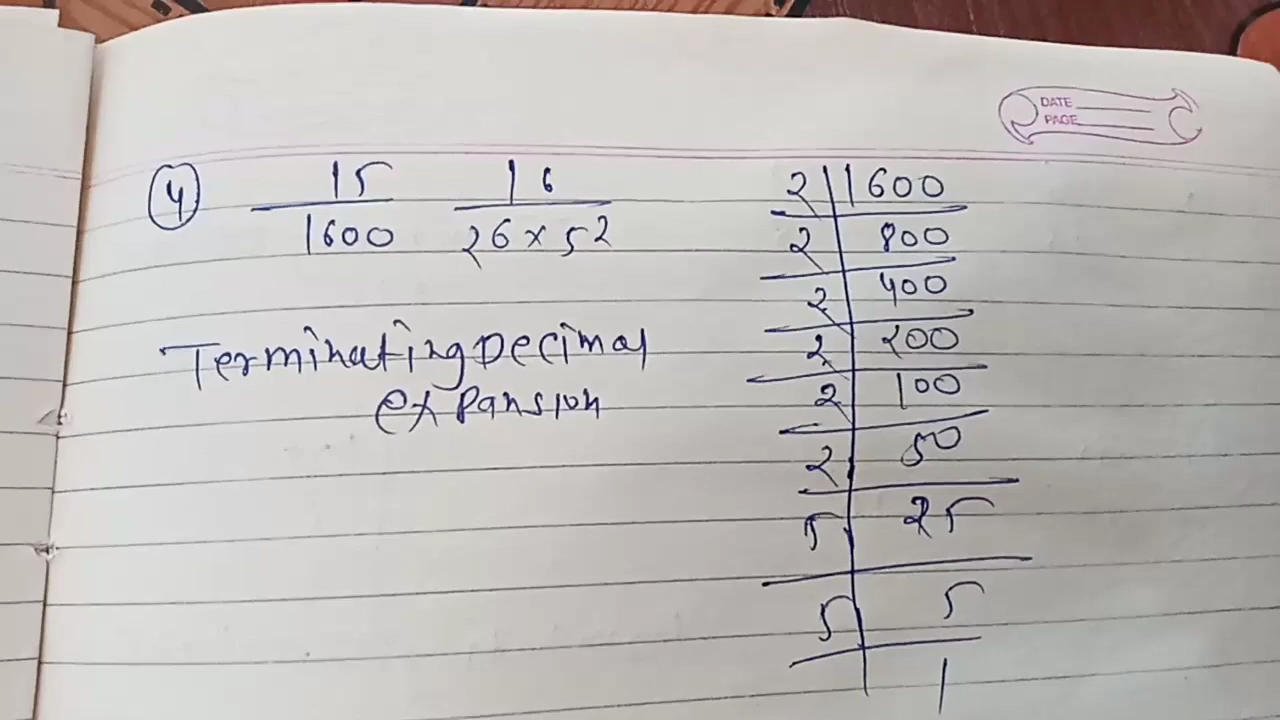 DATE
PAGE
④ 15/1600 16/26×5²
Terminating Decimal
expansion
2|1600
2|800
2|400
2|200
2|100
2|50
5|25
5|5
1